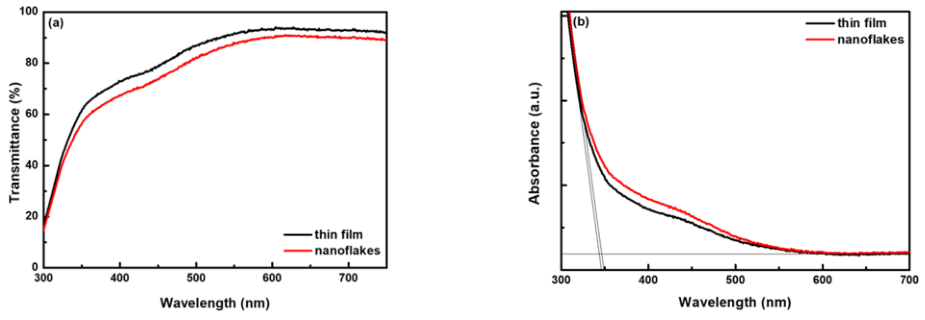 (a)
thin film
nanoflakes
Transmittance (%)
100
80
60
40
20
0
300
400
500
600
700
Wavelength (nm)
(b)
thin film
nanoflakes
Absorbance (a.u.)
300
400
500
600
700
Wavelength (nm)